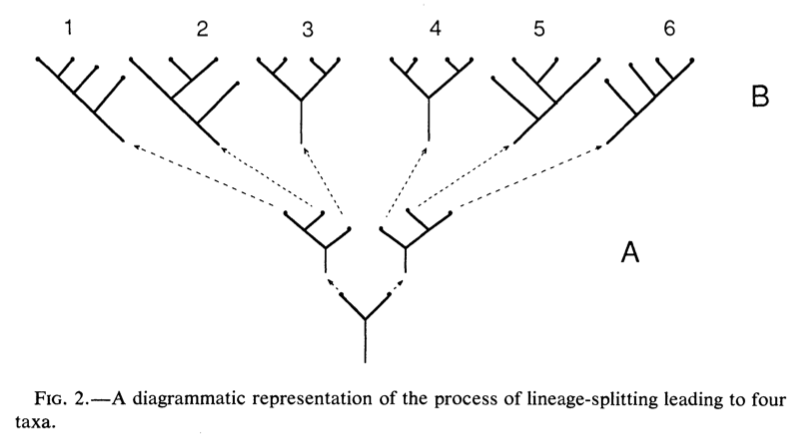 1 2 3 4 5 6
B
A
FIG. 2.—A diagrammatic representation of the process of lineage-splitting leading to four
taxa.